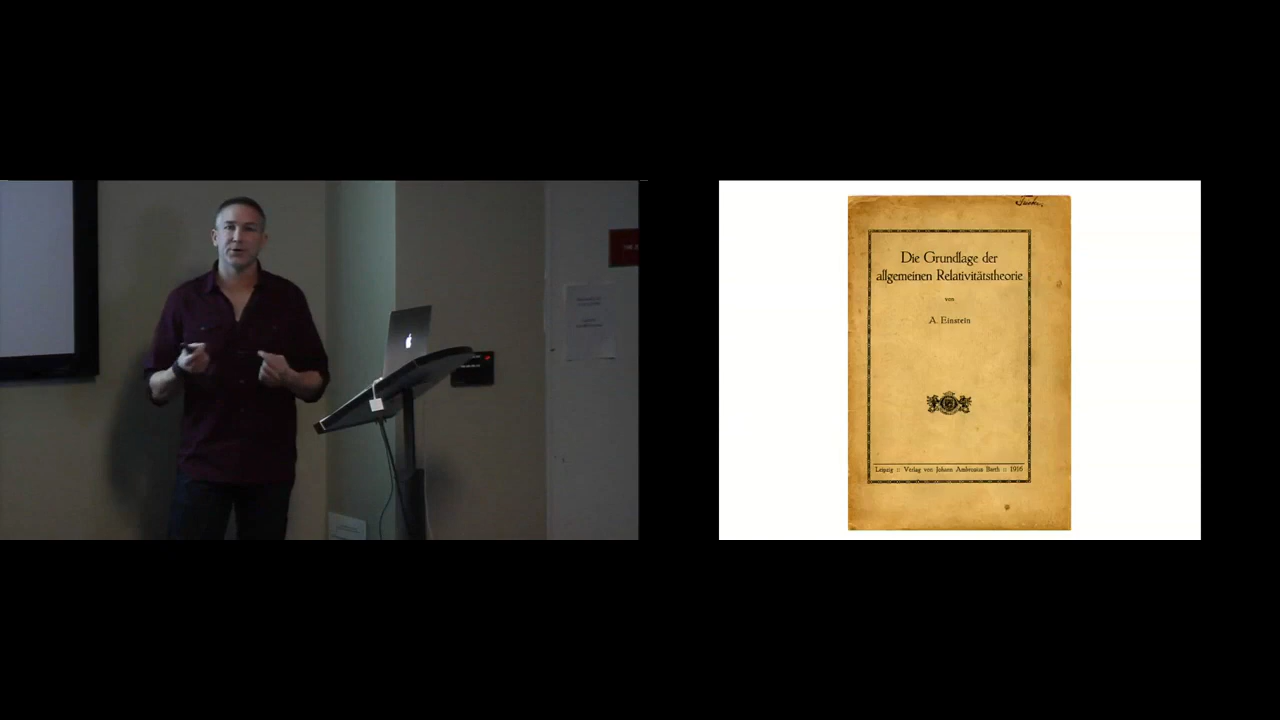 Die Grundlage der
allgemeinen Relativitätstheorie
von
A. Einstein
Leipzig :: Verlag von Johann Ambrosius Barth :: 1916